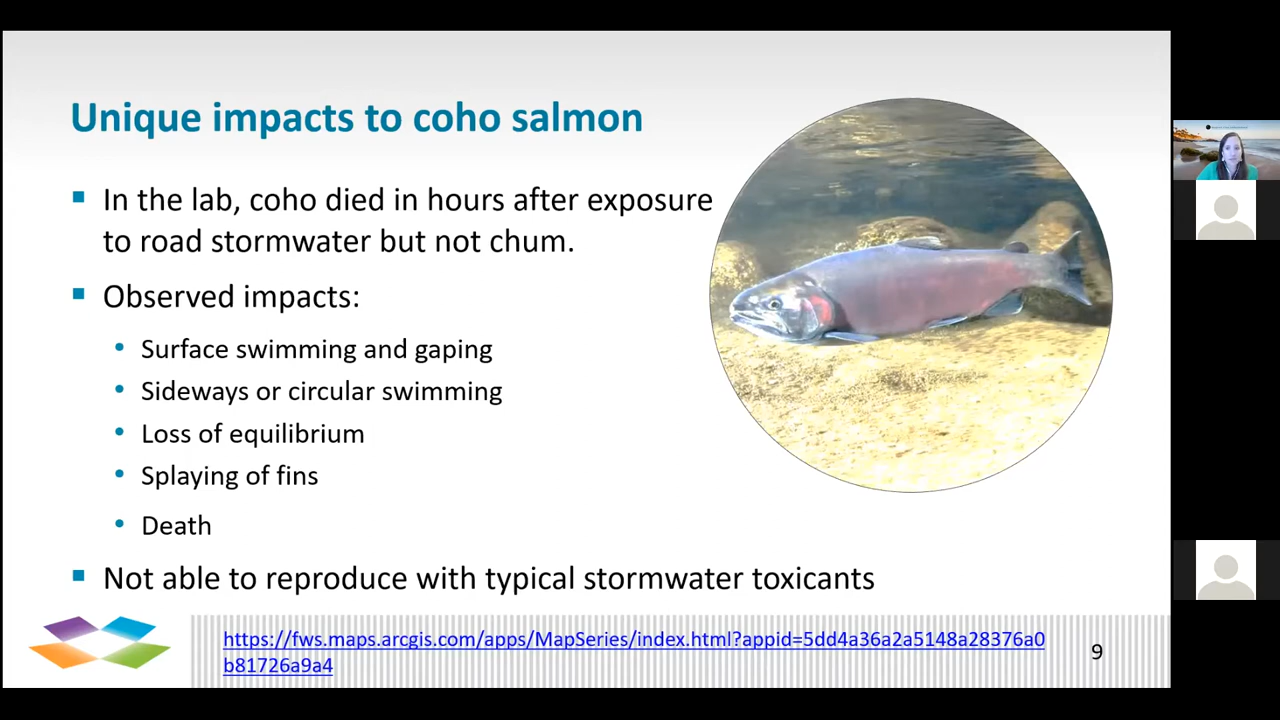 Unique impacts to coho salmon
In the lab, coho died in hours after exposure
to road stormwater but not chum.
Observed impacts:
Surface swimming and gaping
Sideways or circular swimming
Loss of equilibrium
Splaying of fins
Death
Not able to reproduce with typical stormwater toxicants
https://fws.maps.arcgis.com/apps/MapSeries/index.html?appid=5dd4a36a2a5148a28376a0
b81726a9a4
9